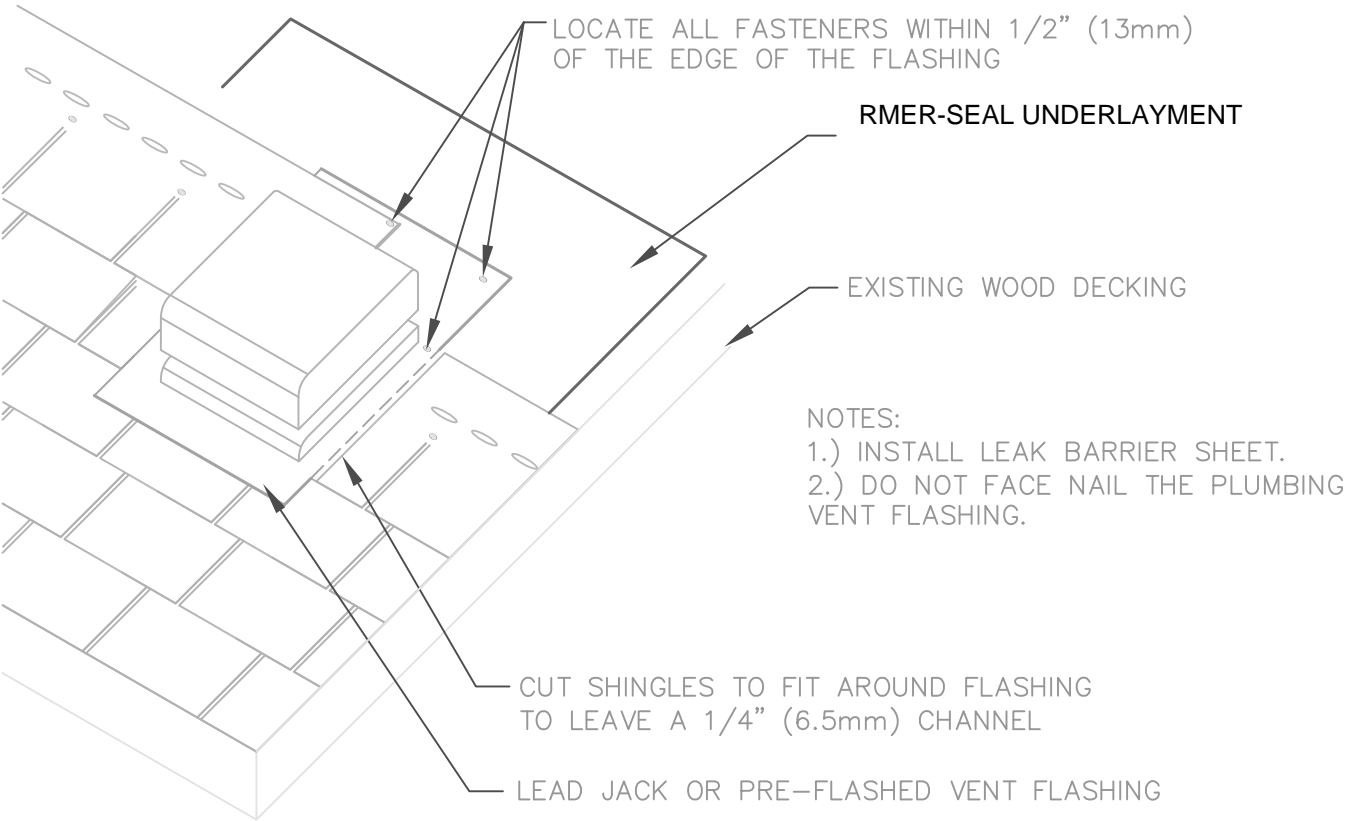 LOCATE ALL FASTENERS WITHIN 1/2" (13mm)
OF THE EDGE OF THE FLASHING
RMER-SEAL UNDERLAYMENT
EXISTING WOOD DECKING
NOTES:
1.) INSTALL LEAK BARRIER SHEET.
2.) DO NOT FACE NAIL THE PLUMBING
VENT FLASHING.
CUT SHINGLES TO FIT AROUND FLASHING
TO LEAVE A 1/4" (6.5mm) CHANNEL
LEAD JACK OR PRE-FLASHED VENT FLASHING